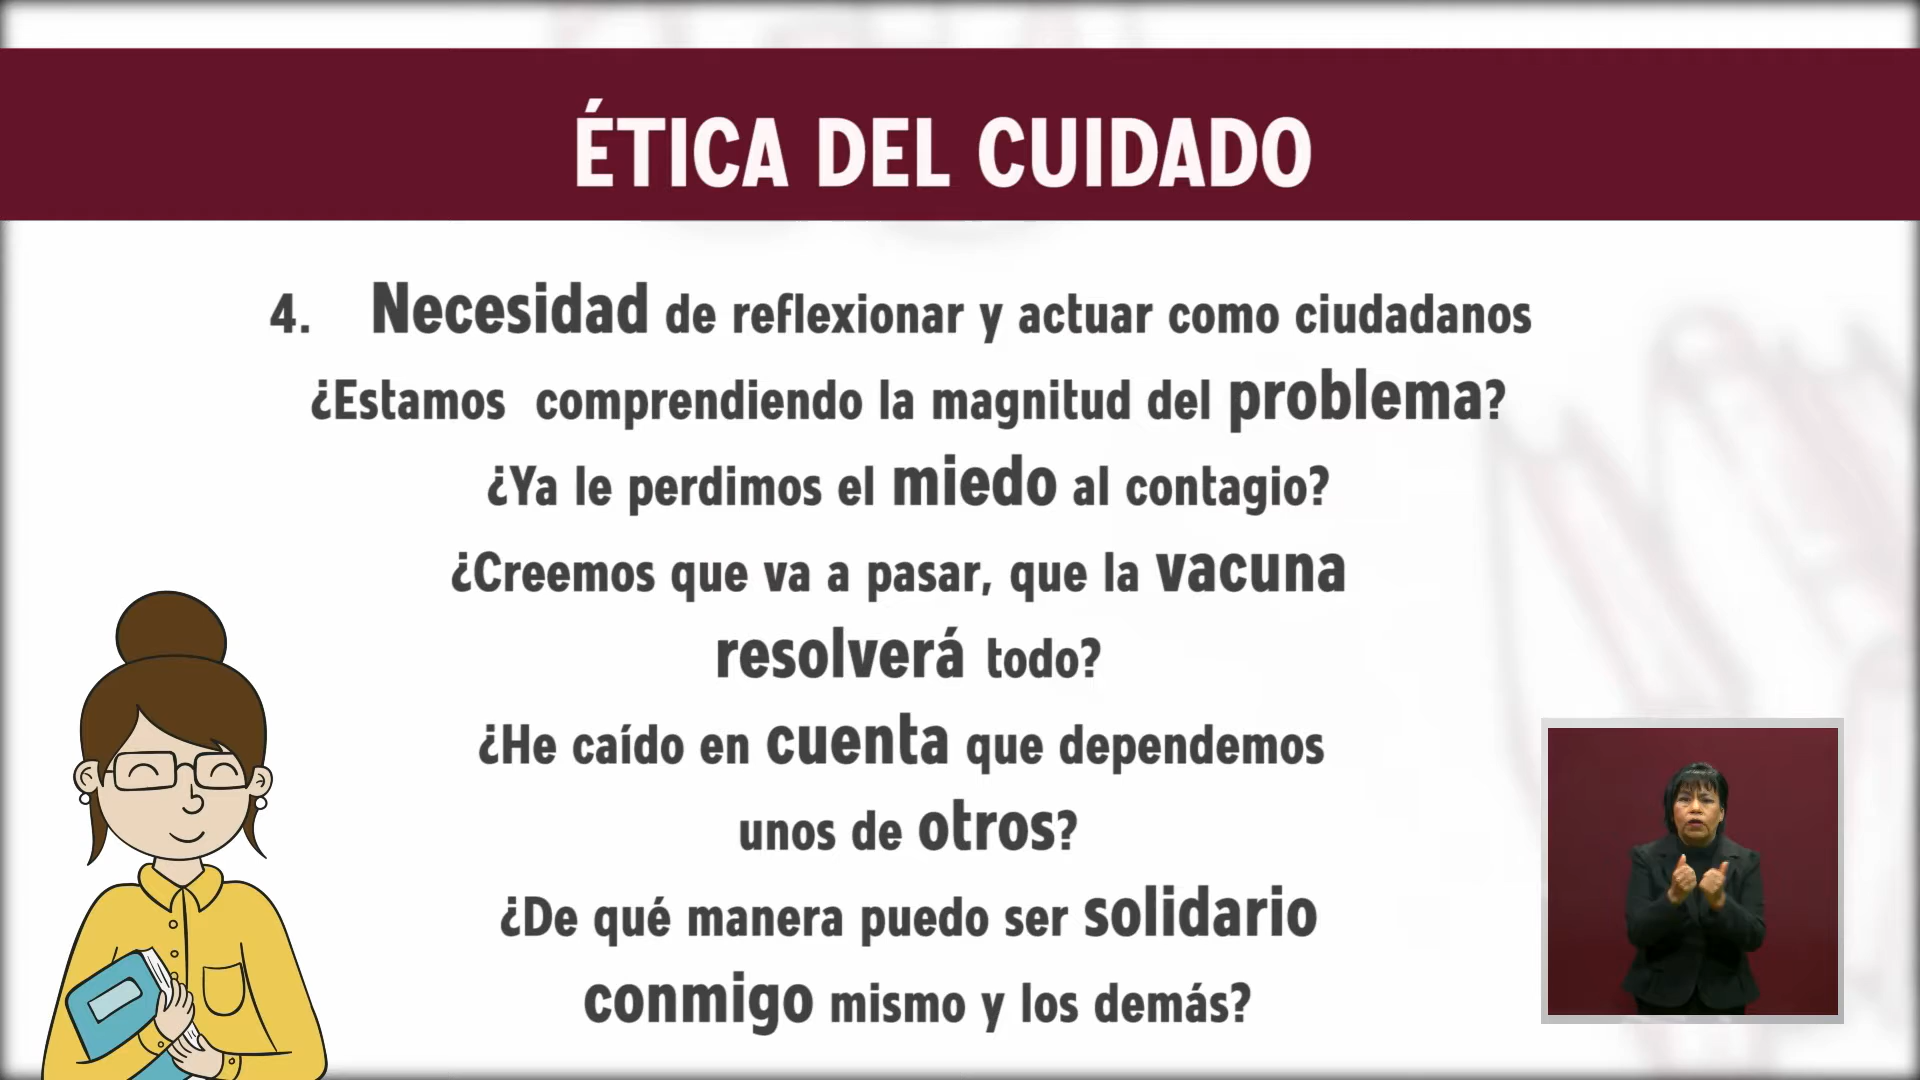 ÉTICA DEL CUIDADO
4. Necesidad de reflexionar y actuar como ciudadanos
¿Estamos comprendiendo la magnitud del problema?
¿Ya le perdimos el miedo al contagio?
¿Creemos que va a pasar, que la vacuna
resolverá todo?
¿He caído en cuenta que dependemos
unos de otros?
¿De qué manera puedo ser solidario
conmigo mismo y los demás?